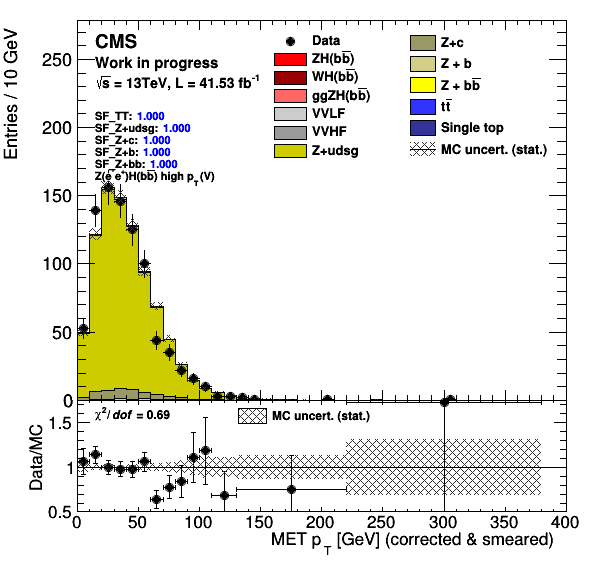 CMS
Work in progress
√s = 13TeV, L = 41.53 fb⁻¹
SF_TT: 1.000
SF_Z+udsg: 1.000
SF_Z+c: 1.000
SF_Z+b: 1.000
SF_Z+bb: 1.000
Z(e⁻e⁺)H(bb̅) high p_T(V)
Data
ZH(bb̅)
WH(bb̅)
ggZH(bb̅)
VVLF
VVHF
Z+udsg
Z+c
Z + b
Z + bb̅
tt̅
Single top
MC uncert. (stat.)
Entries / 10 GeV
250
200
150
100
50
0
χ²/dof = 0.69
MC uncert. (stat.)
Data/MC
1.5
1
0.5
0 50 100 150 200 250 300 350 400
MET p_T [GeV] (corrected & smeared)